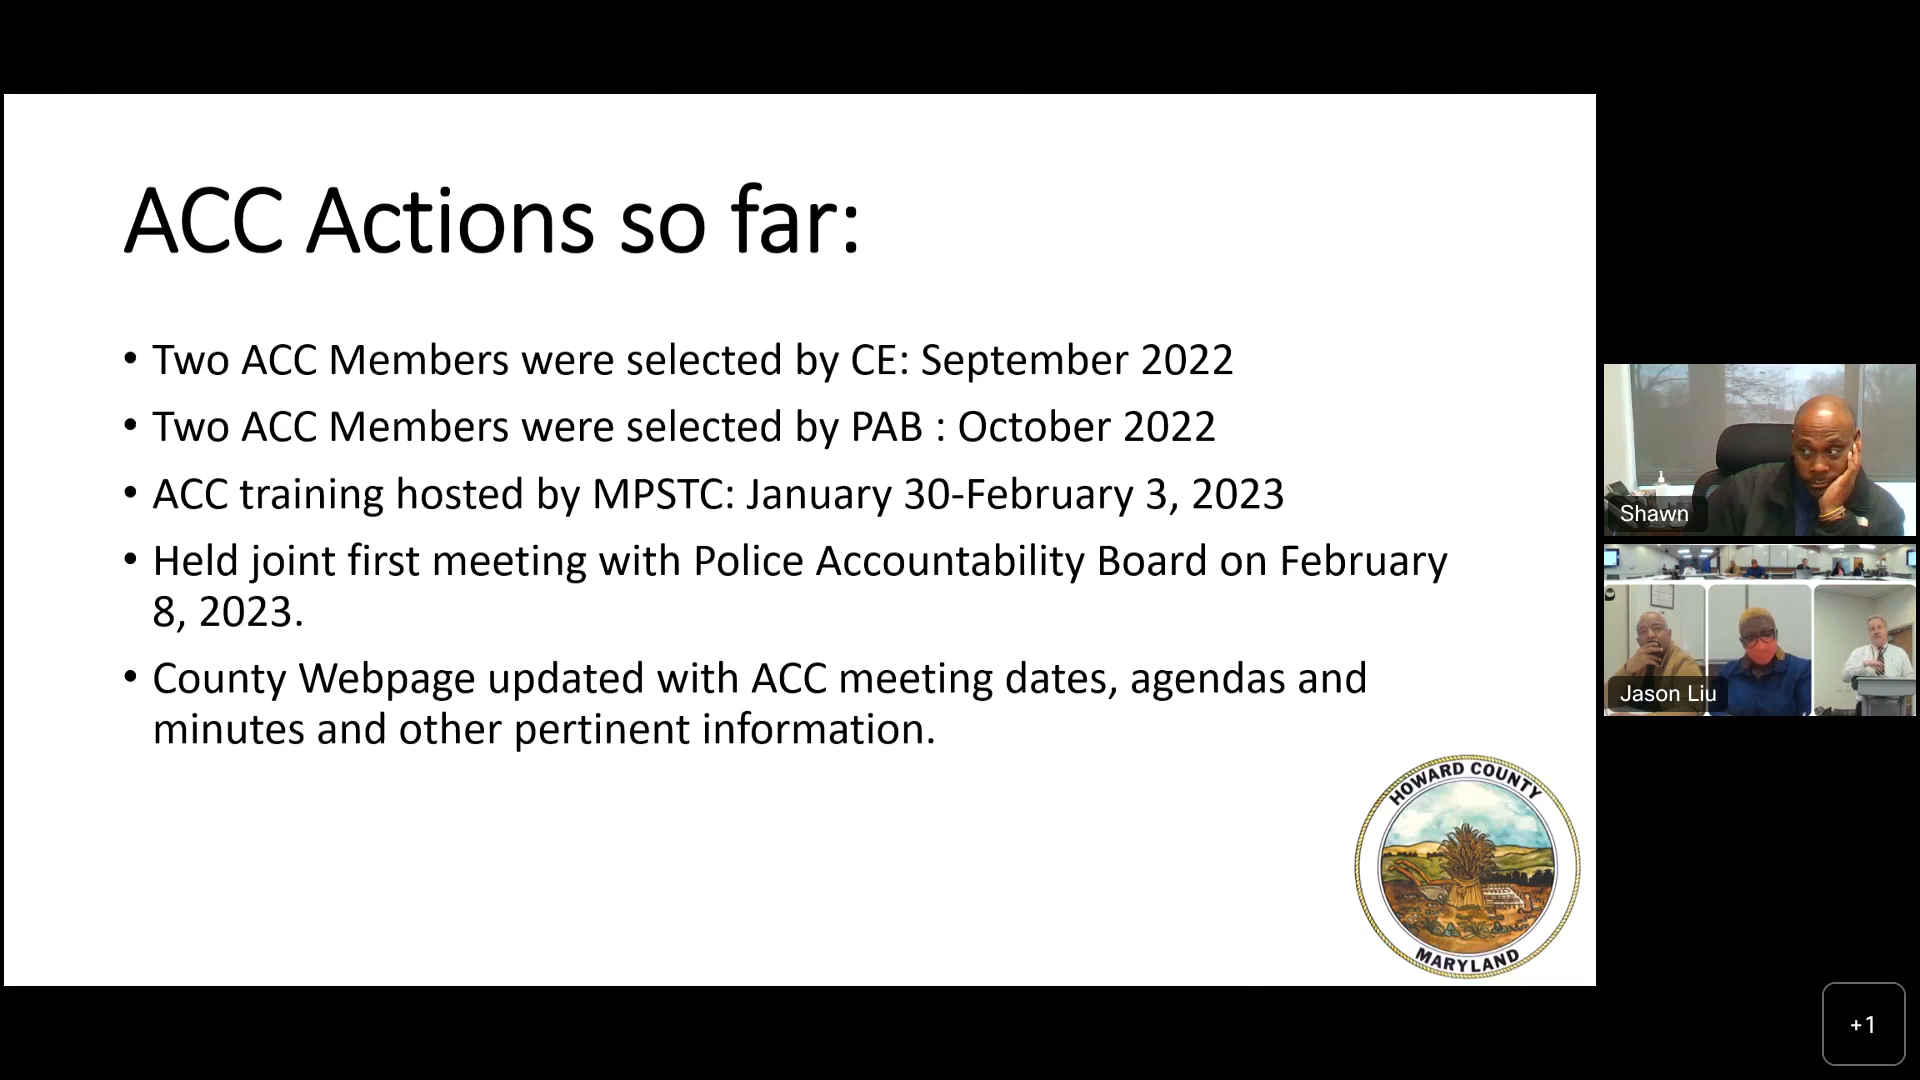 ACC Actions so far:
• Two ACC Members were selected by CE: September 2022
• Two ACC Members were selected by PAB : October 2022
• ACC training hosted by MPSTC: January 30-February 3, 2023
• Held joint first meeting with Police Accountability Board on February
8, 2023.
• County Webpage updated with ACC meeting dates, agendas and
minutes and other pertinent information.
HOWARD COUNTY
MARYLAND
Shawn
Jason Liu
+1